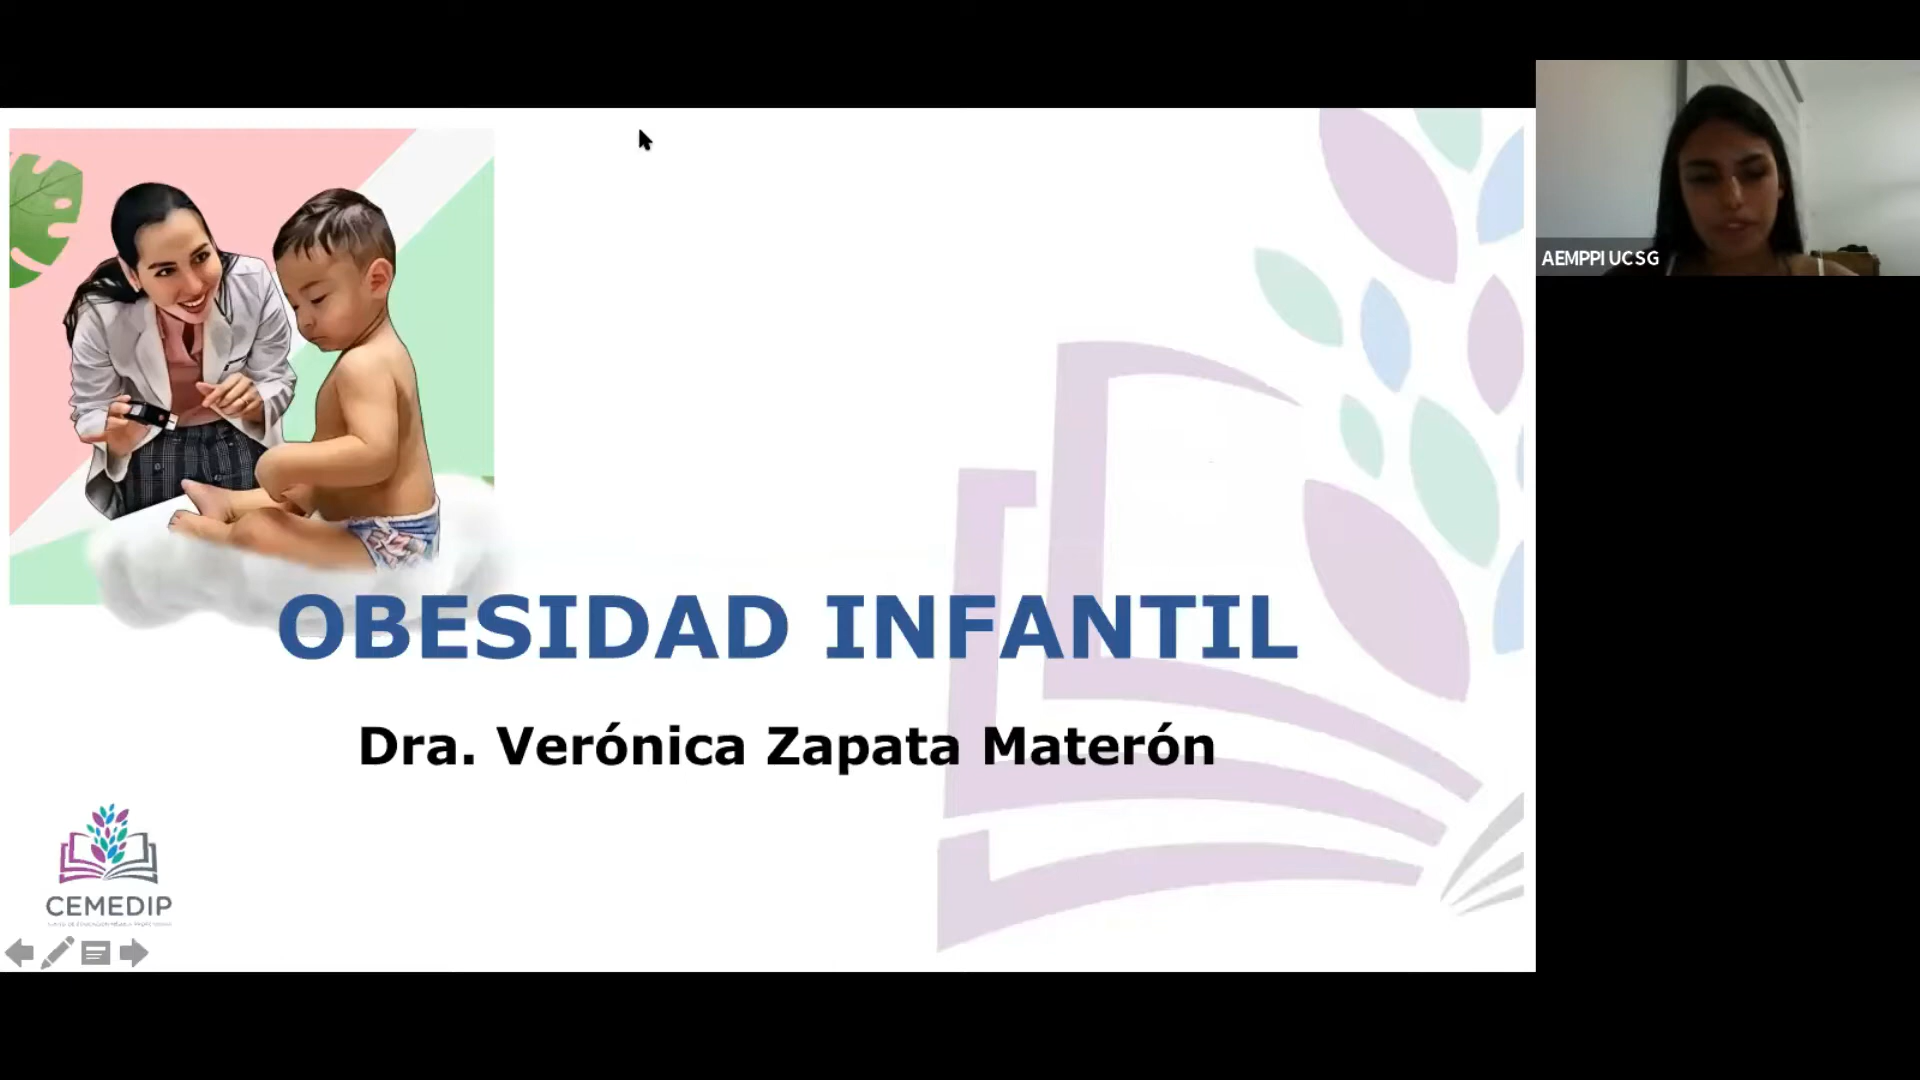 AEMPPI UCSG
OBESIDAD INFANTIL
Dra. Verónica Zapata Materón
CEMEDIP